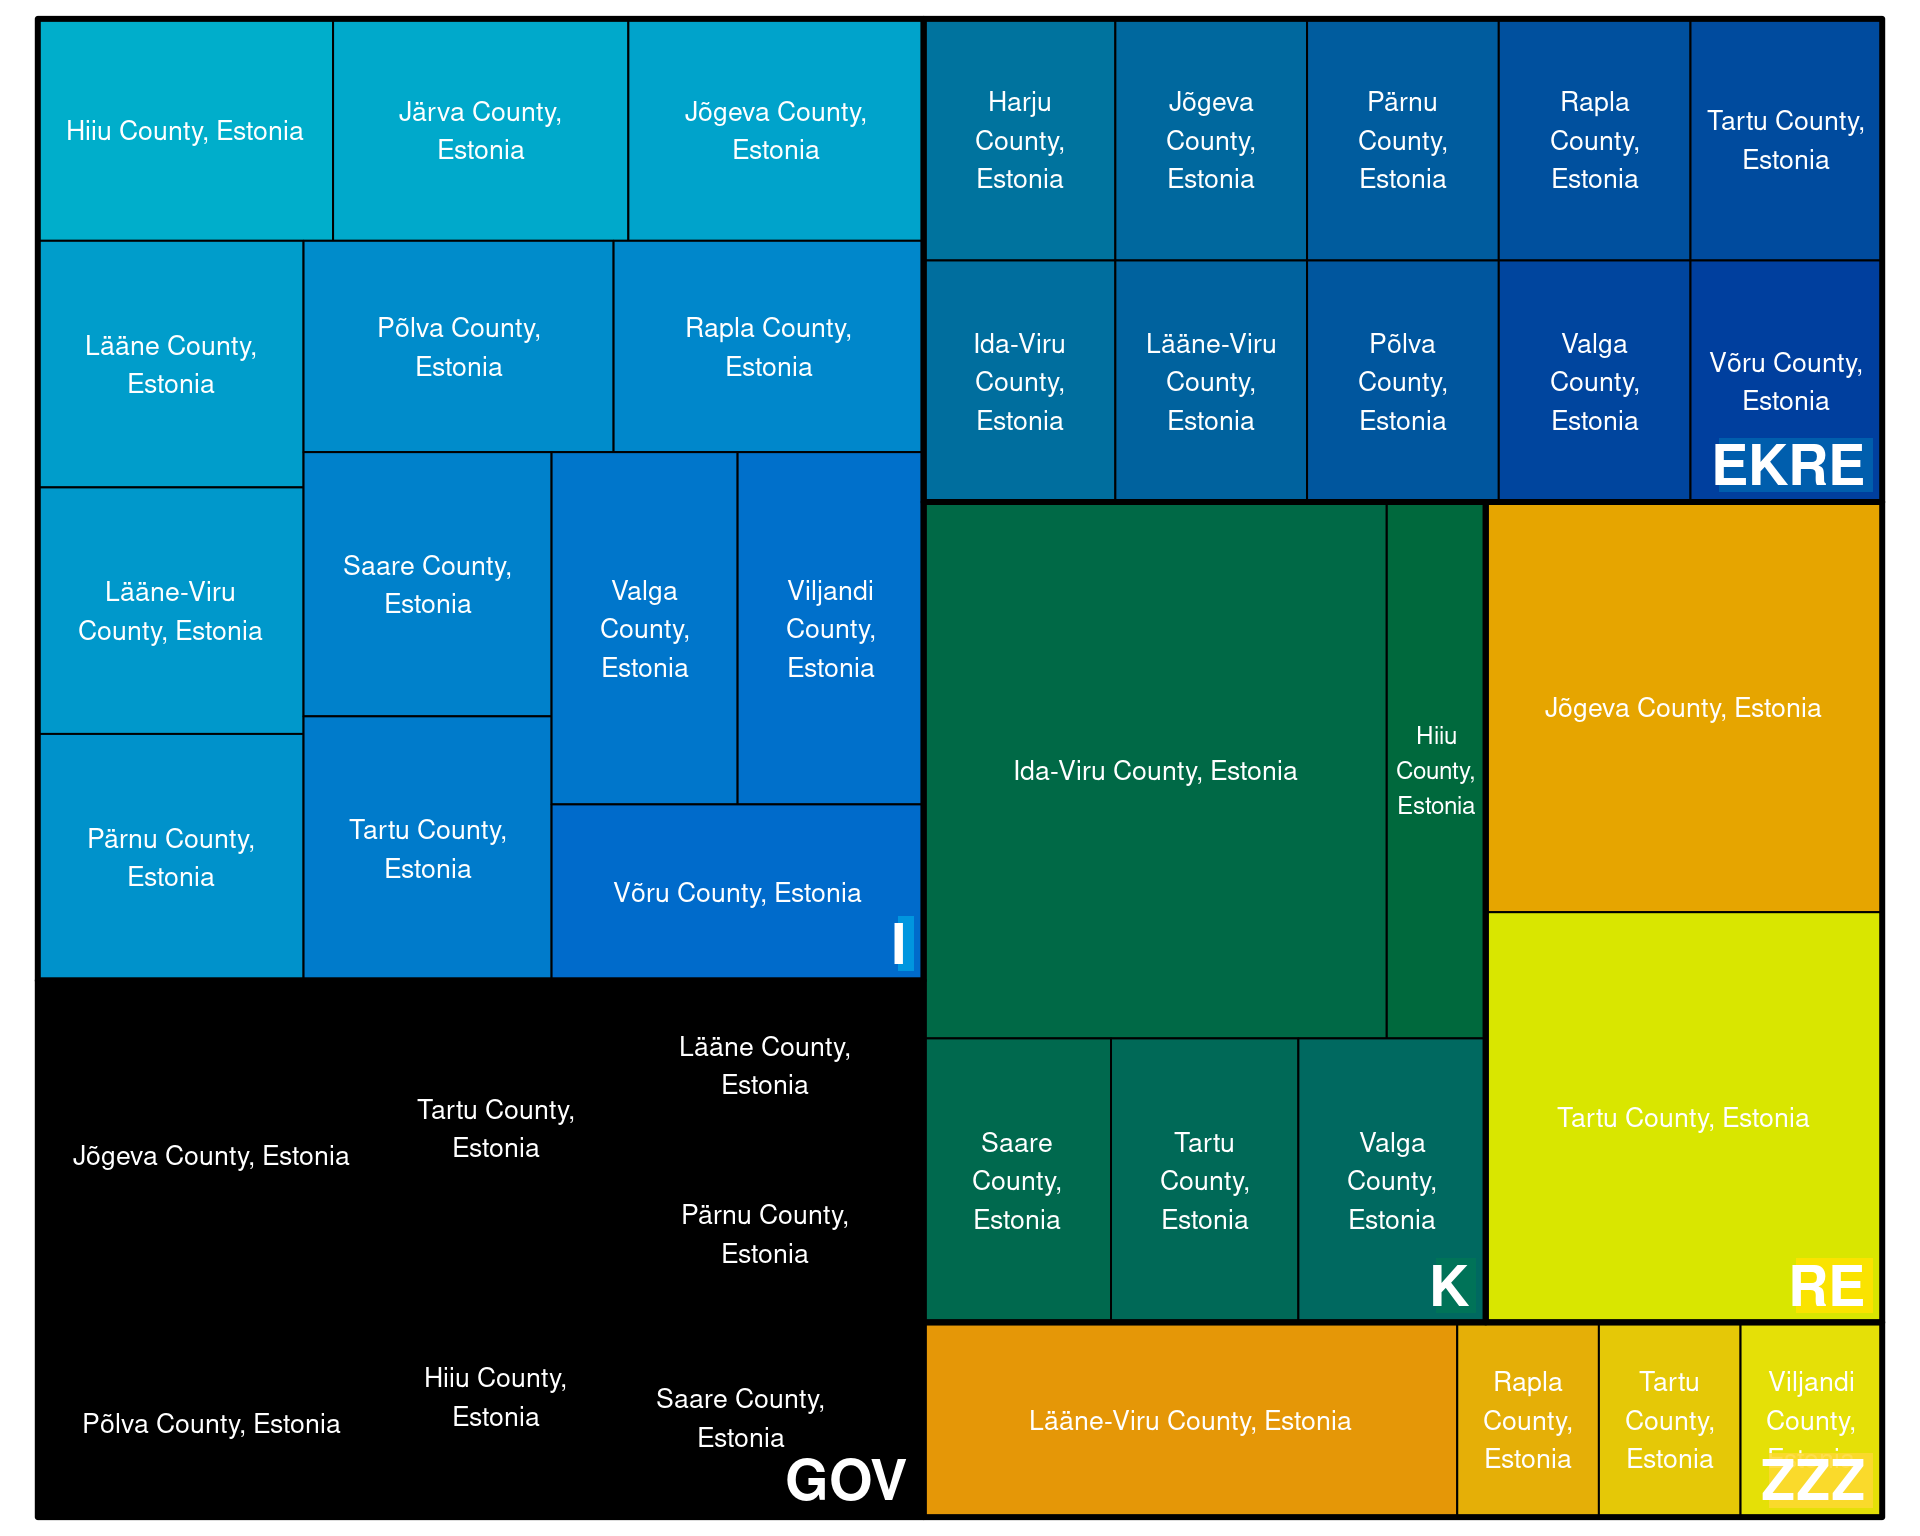 Hiiu County, Estonia
Järva County,
Estonia
Jõgeva County,
Estonia
Lääne County,
Estonia
Põlva County,
Estonia
Rapla County,
Estonia
Lääne-Viru
County, Estonia
Saare County,
Estonia
Valga
County,
Estonia
Viljandi
County,
Estonia
Pärnu County,
Estonia
Tartu County,
Estonia
Võru County, Estonia
I
Harju
County,
Estonia
Jõgeva
County,
Estonia
Pärnu
County,
Estonia
Rapla
County,
Estonia
Tartu County,
Estonia
Ida-Viru
County,
Estonia
Lääne-Viru
County,
Estonia
Põlva
County,
Estonia
Valga
County,
Estonia
Võru County,
Estonia
EKRE
Ida-Viru County, Estonia
Hiiu
County,
Estonia
Saare
County,
Estonia
Tartu
County,
Estonia
Valga
County,
Estonia
K
Jõgeva County, Estonia
Tartu County, Estonia
RE
Jõgeva County, Estonia
Tartu County,
Estonia
Lääne County,
Estonia
Pärnu County,
Estonia
Põlva County, Estonia
Hiiu County,
Estonia
Saare County,
Estonia
GOV
Lääne-Viru County, Estonia
Rapla
County,
Estonia
Tartu
County,
Estonia
Viljandi
County,
Estonia
ZZZ